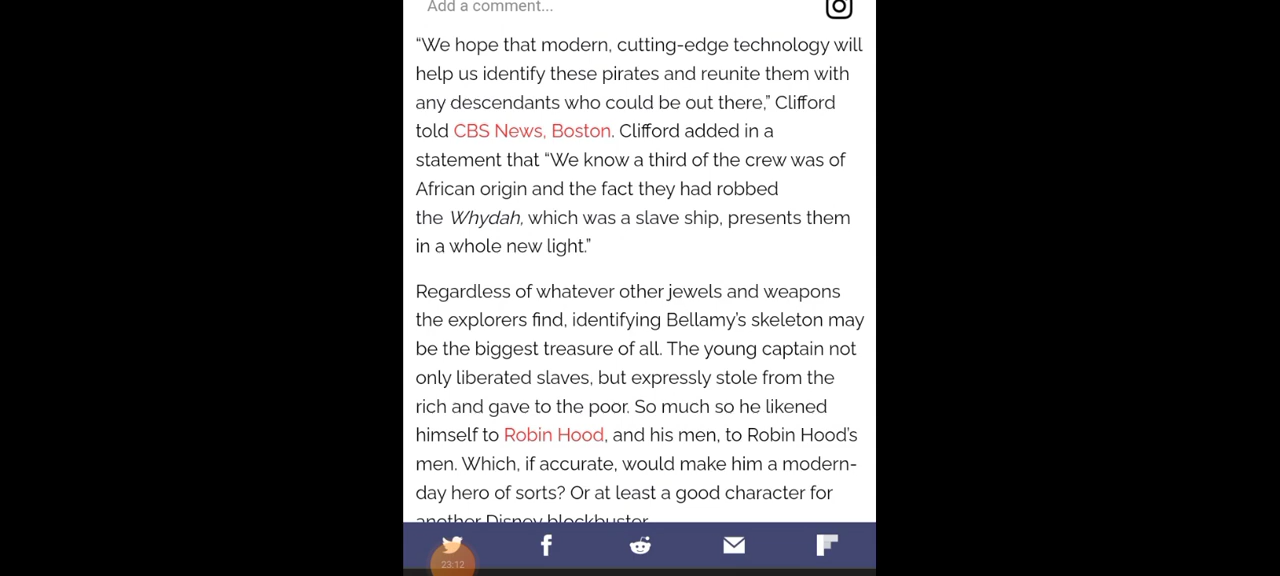 Add a comment...
“We hope that modern, cutting-edge technology will
help us identify these pirates and reunite them with
any descendants who could be out there,” Clifford
told CBS News, Boston. Clifford added in a
statement that “We know a third of the crew was of
African origin and the fact they had robbed
the Whydah, which was a slave ship, presents them
in a whole new light.”
Regardless of whatever other jewels and weapons
the explorers find, identifying Bellamy’s skeleton may
be the biggest treasure of all. The young captain not
only liberated slaves, but expressly stole from the
rich and gave to the poor. So much so he likened
himself to Robin Hood, and his men, to Robin Hood’s
men. Which, if accurate, would make him a modern-
day hero of sorts? Or at least a good character for
another Disney blockbuster
23:12